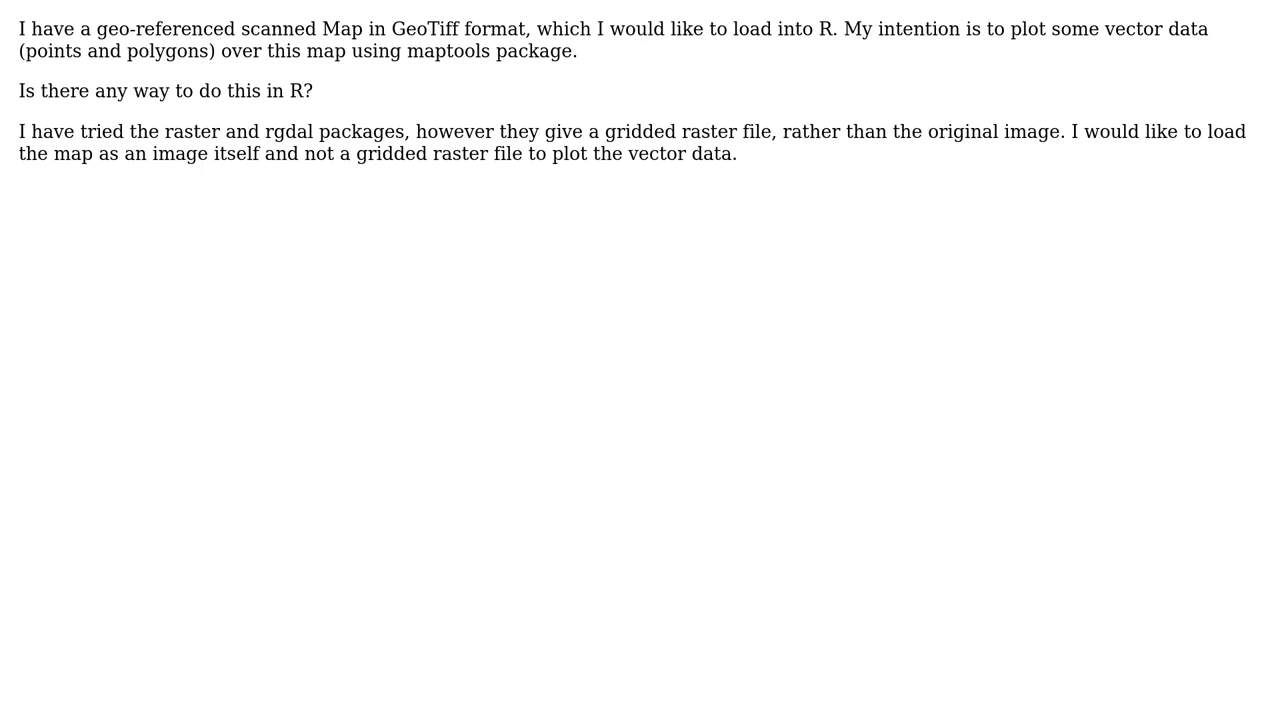 I have a geo-referenced scanned Map in GeoTiff format, which I would like to load into R. My intention is to plot some vector data
(points and polygons) over this map using maptools package.
Is there any way to do this in R?
I have tried the raster and rgdal packages, however they give a gridded raster file, rather than the original image. I would like to load
the map as an image itself and not a gridded raster file to plot the vector data.